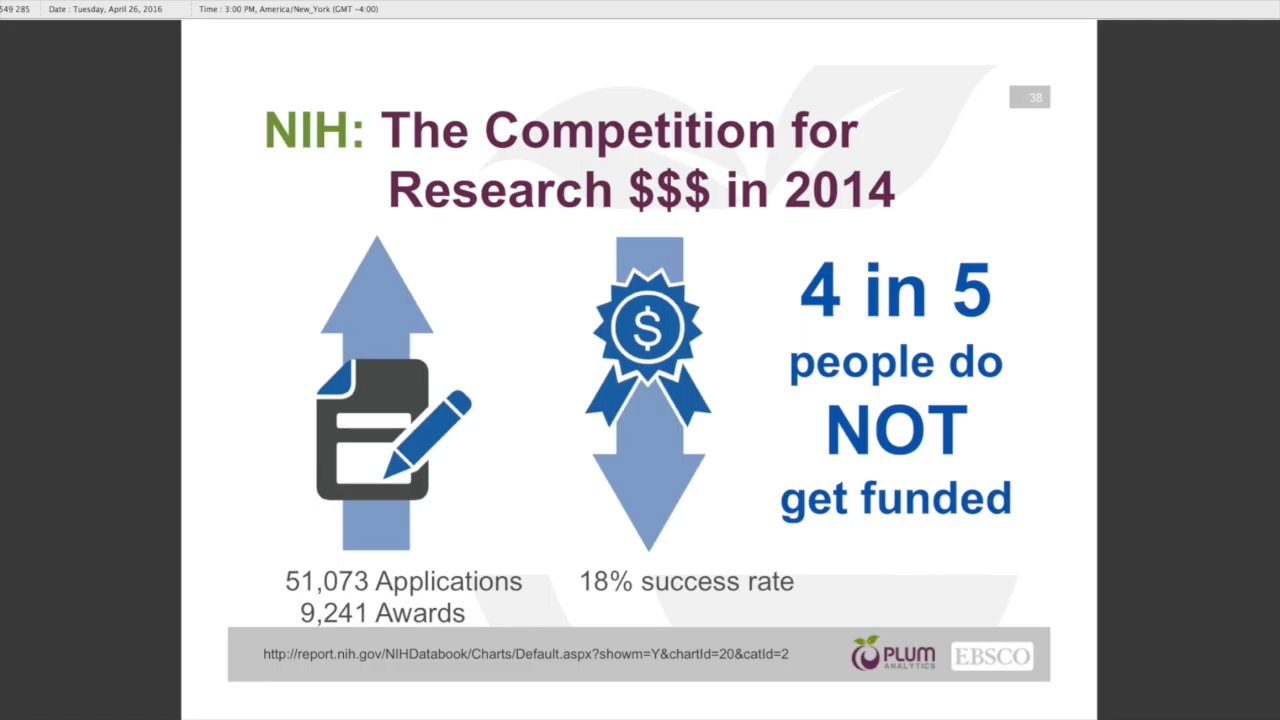 549 285 Date : Tuesday, April 26, 2016 Time : 3:00 PM, America/New_York (GMT −4:00)
38
NIH: The Competition for
Research $$$ in 2014
$
4 in 5
people do
NOT
get funded
51,073 Applications
9,241 Awards
18% success rate
http://report.nih.gov/NIHDatabook/Charts/Default.aspx?showm=Y&chartId=20&catId=2
PLUM
ANALYTICS
EBSCO